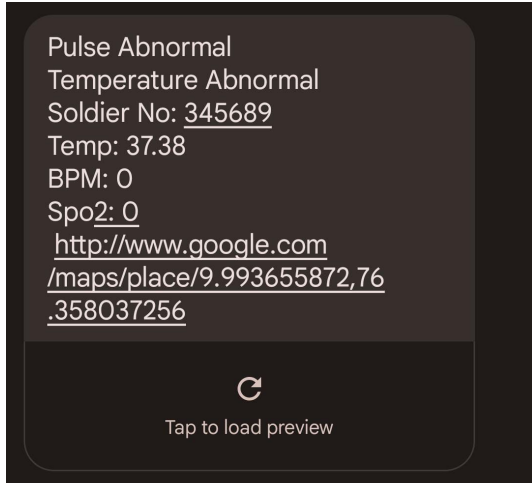 Pulse Abnormal
Temperature Abnormal
Soldier No: 345689
Temp: 37.38
BPM: 0
Spo2: 0
http://www.google.com
/maps/place/9.993655872,76
.358037256
Tap to load preview